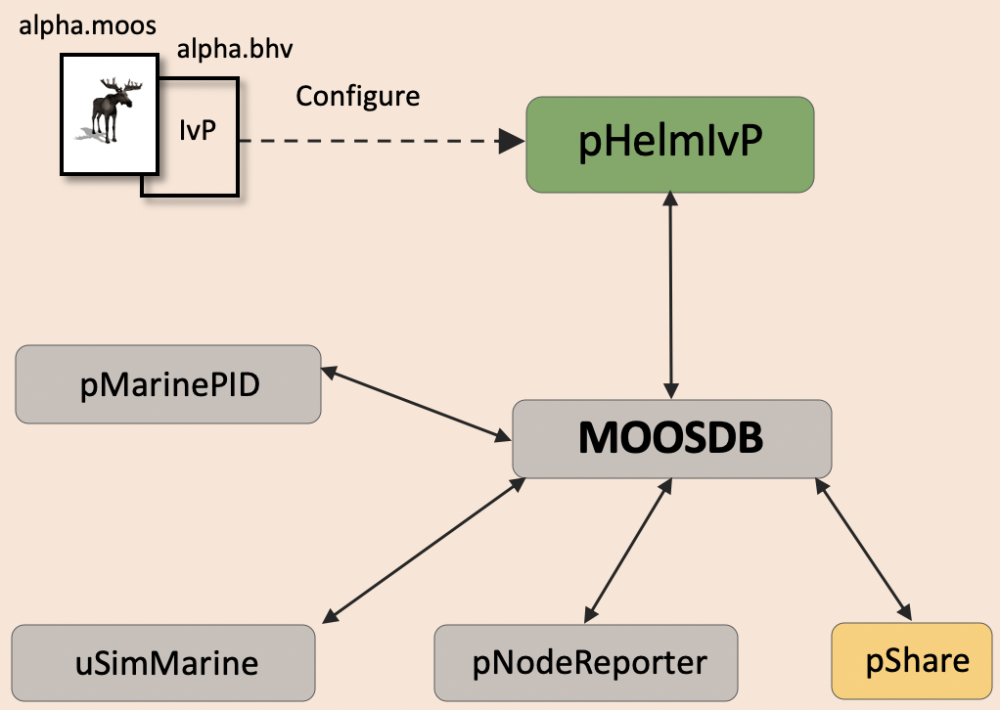 alpha.moos
alpha.bhv
Configure
IvP
pHelmIvP
pMarinePID
MOOSDB
uSimMarine
pNodeReporter
pShare